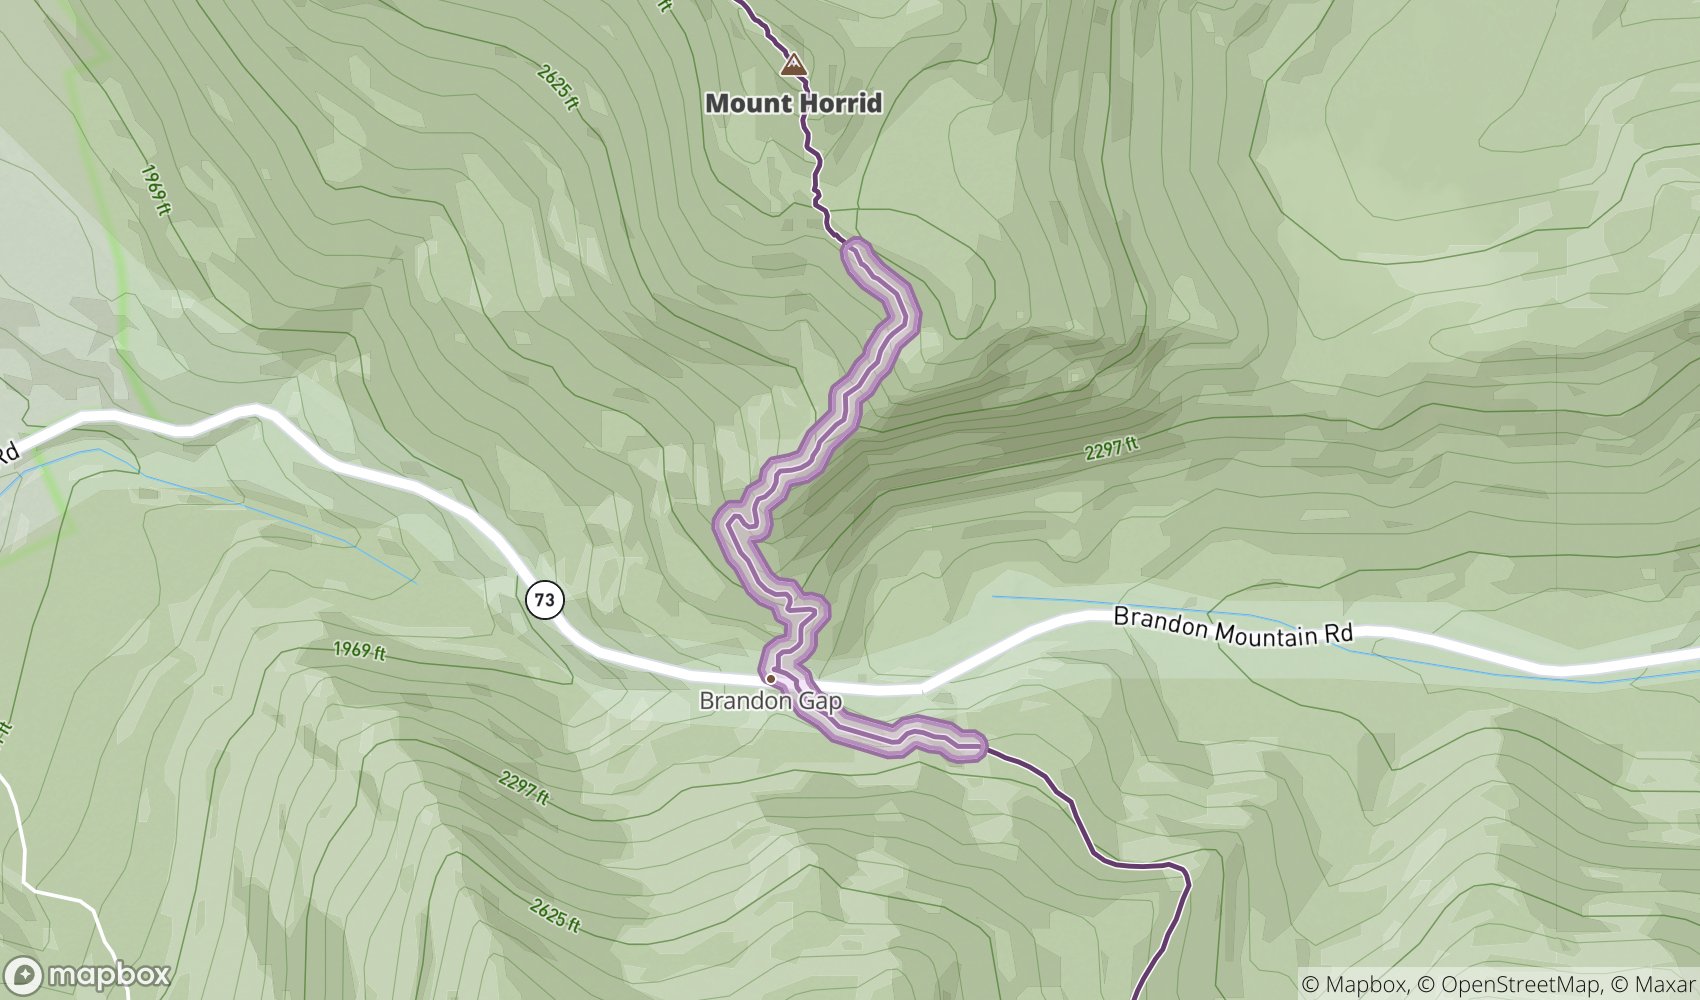 2625 ft
Mount Horrid
1969 ft
Rd
2297 ft
73
Brandon Mountain Rd
1969 ft
Brandon Gap
2297 ft
2625 ft
mapbox
© Mapbox, © OpenStreetMap, © Maxar